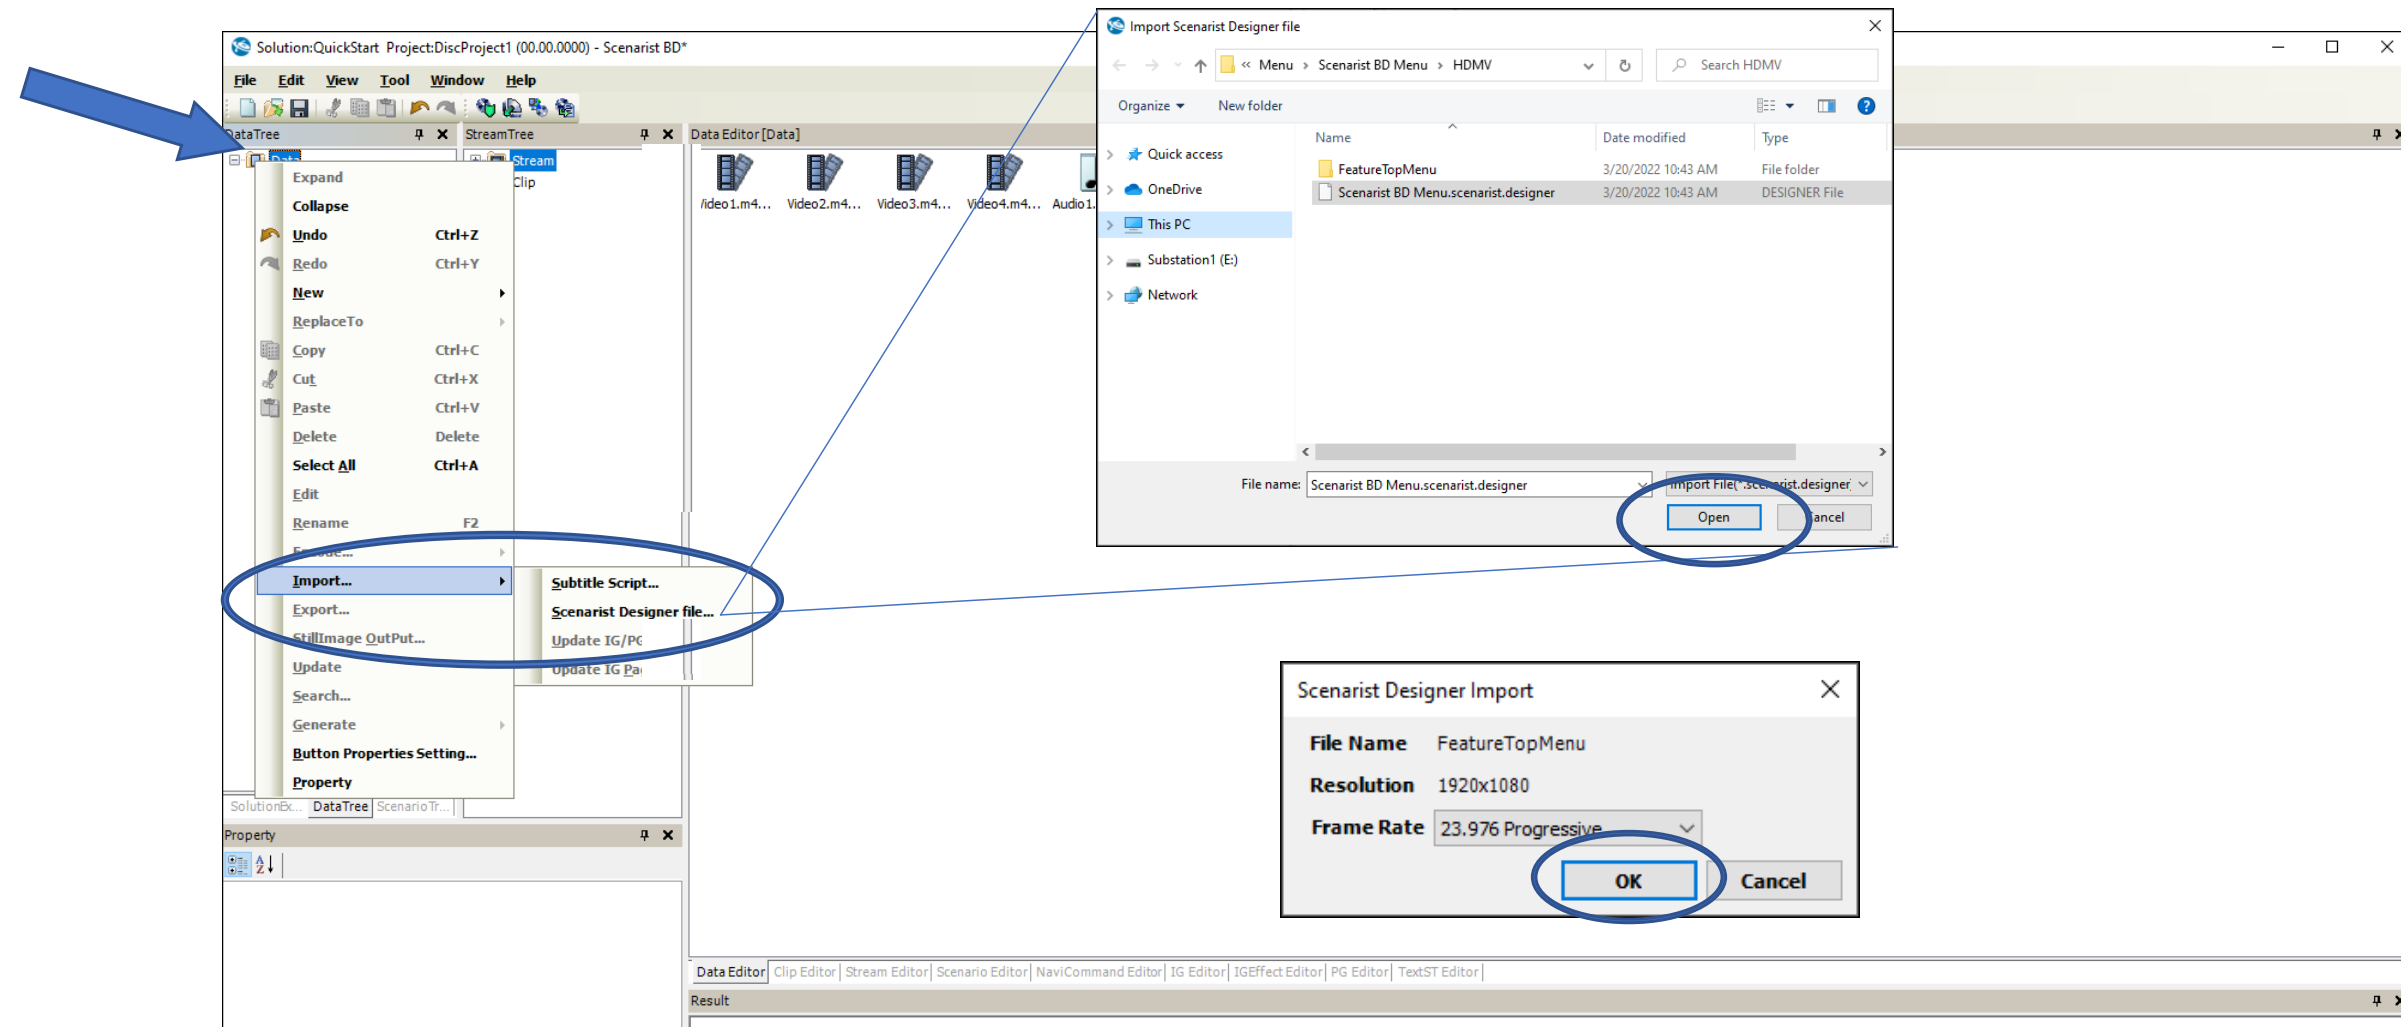 Solution:QuickStart Project:DiscProject1 (00.00.0000) - Scenarist BD*
File Edit View Tool Window Help
DataTree
Data
StreamTree
Stream
Clip
Data Editor[Data]
Video2.m4... Video3.m4... Video4.m4... Audio1.
Expand
Collapse
Undo Ctrl+Z
Redo Ctrl+Y
New
ReplaceTo
Copy Ctrl+C
Cut Ctrl+X
Paste Ctrl+V
Delete Delete
Select All Ctrl+A
Edit
Rename F2
Import...
Export...
StillImage OutPut...
Update
Search...
Generate
Button Properties Setting...
Property
Subtitle Script...
Scenarist Designer file...
Update IG/PG
Update IG
SolutionEx... DataTree ScenarioTr...
Property
Import Scenarist Designer file
« Menu > Scenarist BD Menu > HDMV
Search HDMV
Organize New folder
Name Date modified Type
Quick access
OneDrive
This PC
Substation1 (E:)
Network
FeatureTopMenu 3/20/2022 10:43 AM File folder
Scenarist BD Menu.scenarist.designer 3/20/2022 10:43 AM DESIGNER File
File name: Scenarist BD Menu.scenarist.designer
Import File(*.scenarist.designer)
Open Cancel
Scenarist Designer Import
File Name FeatureTopMenu
Resolution 1920x1080
Frame Rate 23.976 Progressive
OK Cancel
Data Editor Clip Editor Stream Editor Scenario Editor NaviCommand Editor IG Editor IGEffect Editor PG Editor TextST Editor
Result